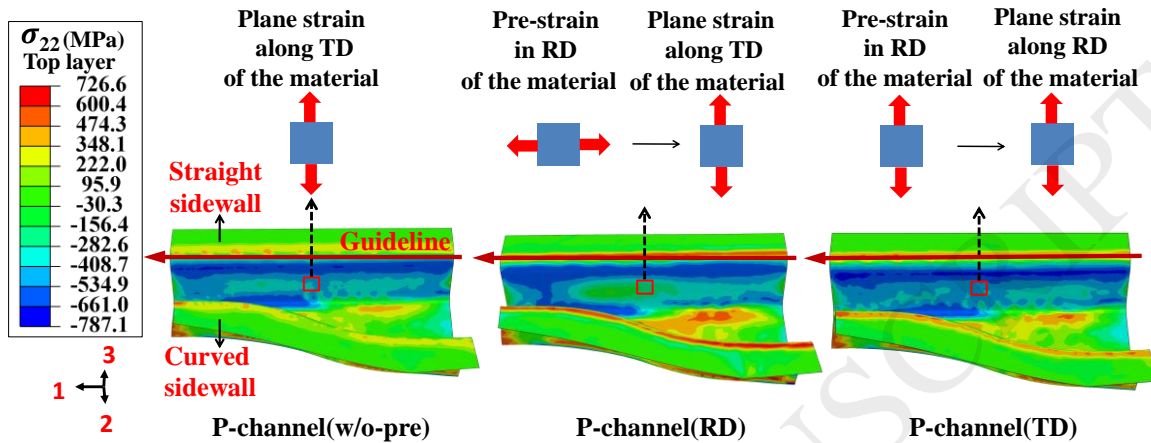 σ22(MPa)
Top layer
726.6
600.4
474.3
348.1
222.0
95.9
-30.3
-156.4
-282.6
-408.7
-534.9
-661.0
-787.1
3
1
2
Plane strain
along TD
of the material
Straight
sidewall
Guideline
Curved
sidewall
P-channel(w/o-pre)
Pre-strain
in RD
of the material
Plane strain
along TD
of the material
P-channel(RD)
Pre-strain
in RD
of the material
Plane strain
along RD
of the material
P-channel(TD)